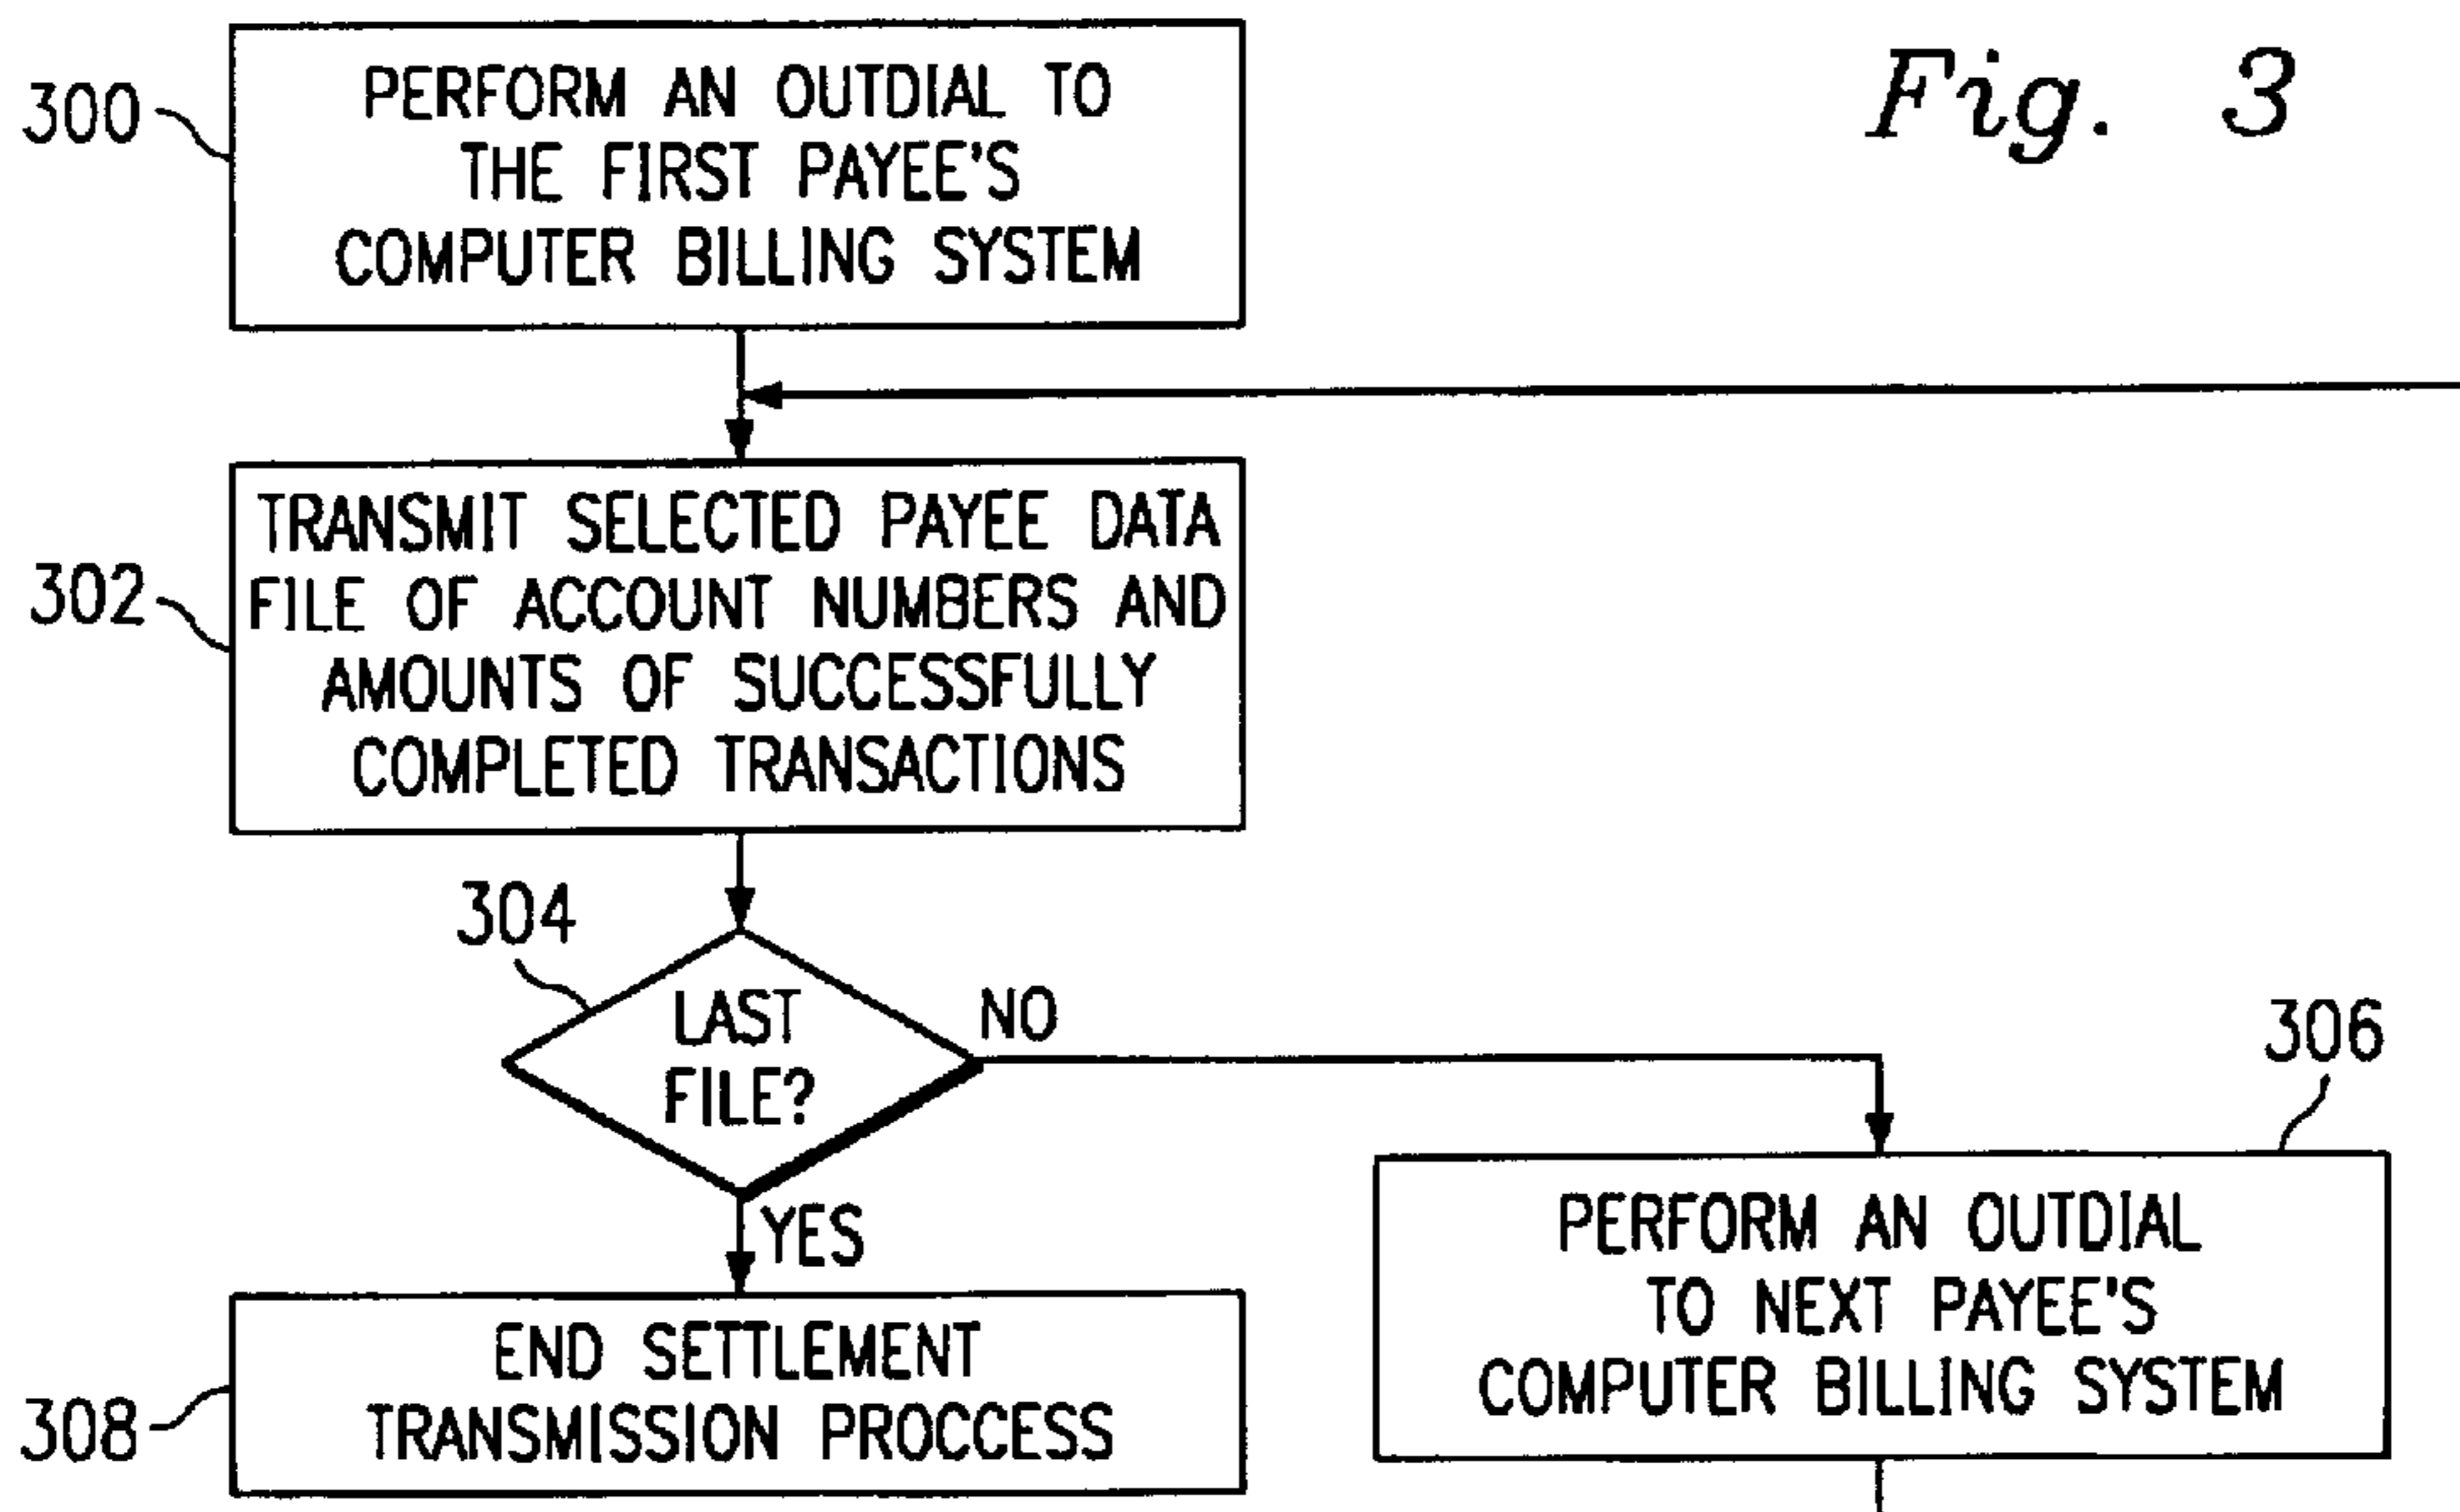 Fig. 3
300
PERFORM AN OUTDIAL TO
THE FIRST PAYEE'S
COMPUTER BILLING SYSTEM
302
TRANSMIT SELECTED PAYEE DATA
FILE OF ACCOUNT NUMBERS AND
AMOUNTS OF SUCCESSFULLY
COMPLETED TRANSACTIONS
304
LAST
FILE?
NO
YES
306
PERFORM AN OUTDIAL
TO NEXT PAYEE'S
COMPUTER BILLING SYSTEM
308
END SETTLEMENT
TRANSMISSION PROCCESS